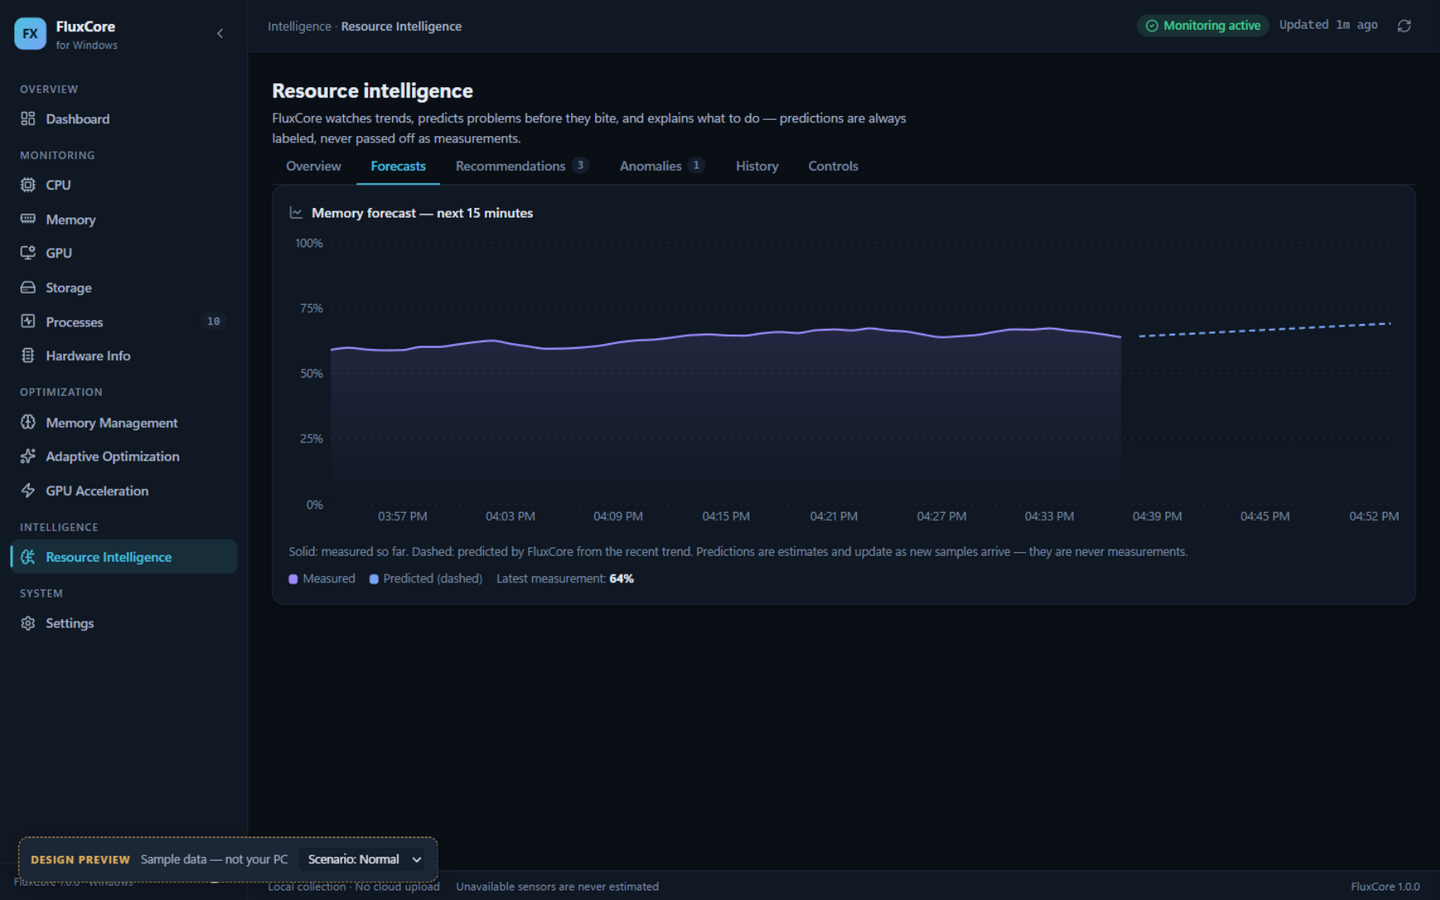 FX
FluxCore
for Windows
OVERVIEW
Dashboard
MONITORING
CPU
Memory
GPU
Storage
Processes 10
Hardware Info
OPTIMIZATION
Memory Management
Adaptive Optimization
GPU Acceleration
INTELLIGENCE
Resource Intelligence
SYSTEM
Settings
Intelligence · Resource Intelligence
Monitoring active
Updated 1m ago
Resource intelligence
FluxCore watches trends, predicts problems before they bite, and explains what to do — predictions are always
labeled, never passed off as measurements.
Overview Forecasts Recommendations 3 Anomalies 1 History Controls
Memory forecast — next 15 minutes
100%
75%
50%
25%
0%
03:57 PM 04:03 PM 04:09 PM 04:15 PM 04:21 PM 04:27 PM 04:33 PM 04:39 PM 04:45 PM 04:52 PM
Solid: measured so far. Dashed: predicted by FluxCore from the recent trend. Predictions are estimates and update as new samples arrive — they are never measurements.
Measured Predicted (dashed) Latest measurement: 64%
DESIGN PREVIEW Sample data — not your PC Scenario: Normal
FluxCore 1.0.0 · Windows
Local collection · No cloud upload Unavailable sensors are never estimated
FluxCore 1.0.0